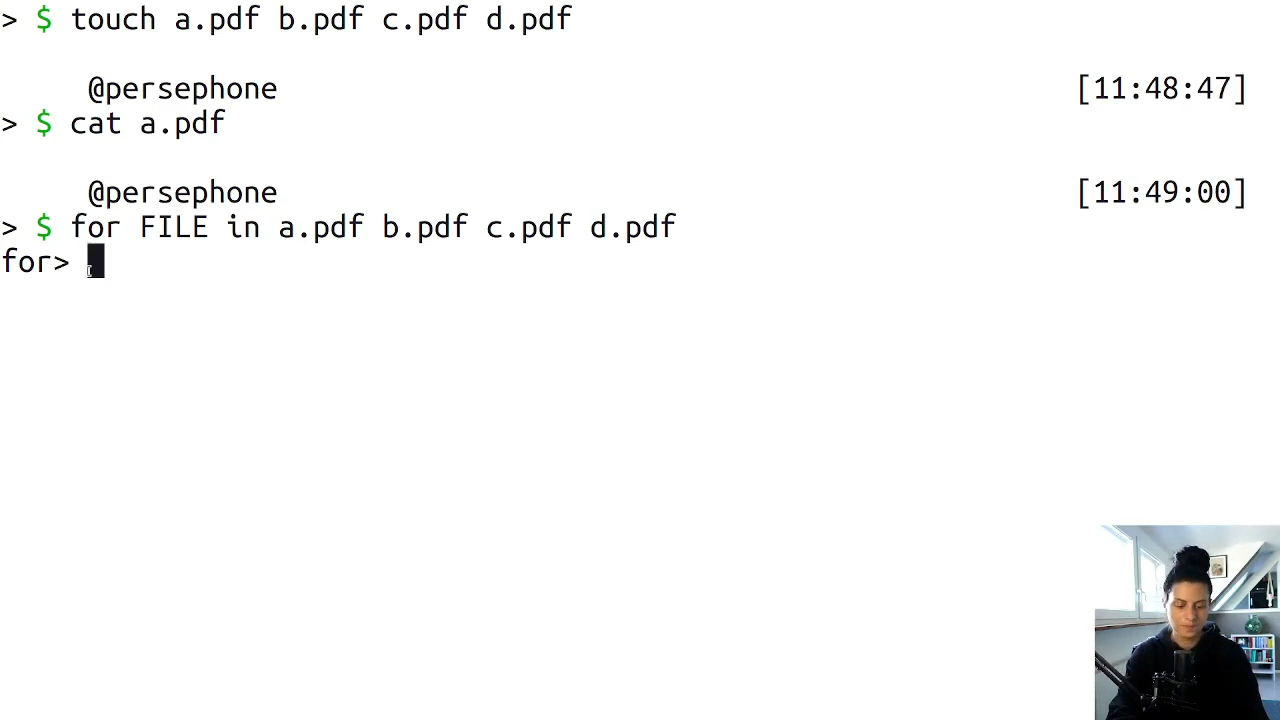 > $ touch a.pdf b.pdf c.pdf d.pdf
@persephone [11:48:47]
> $ cat a.pdf
@persephone [11:49:00]
> $ for FILE in a.pdf b.pdf c.pdf d.pdf
for>